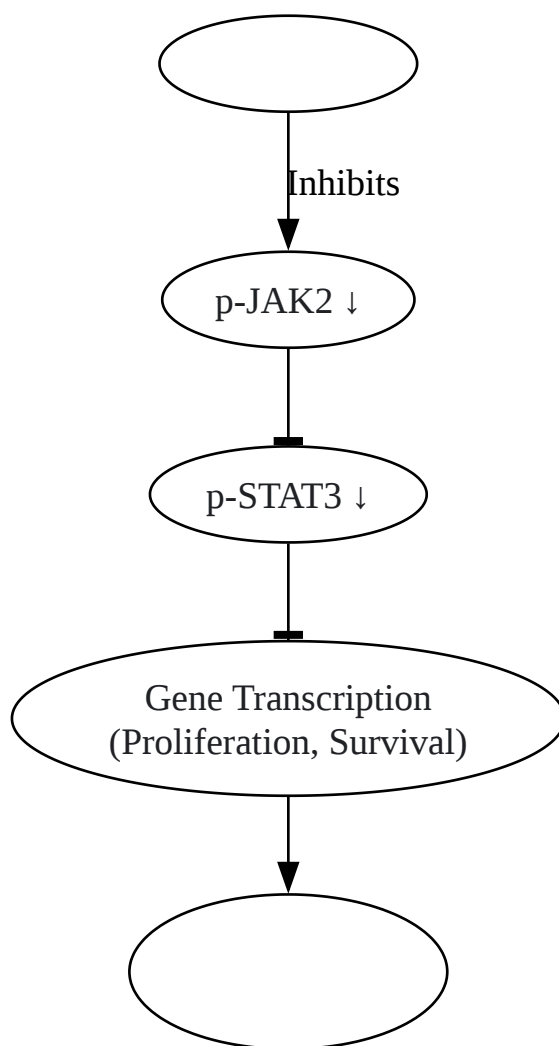 Inhibits
p-JAK2 ↓
p-STAT3 ↓
Gene Transcription
(Proliferation, Survival)